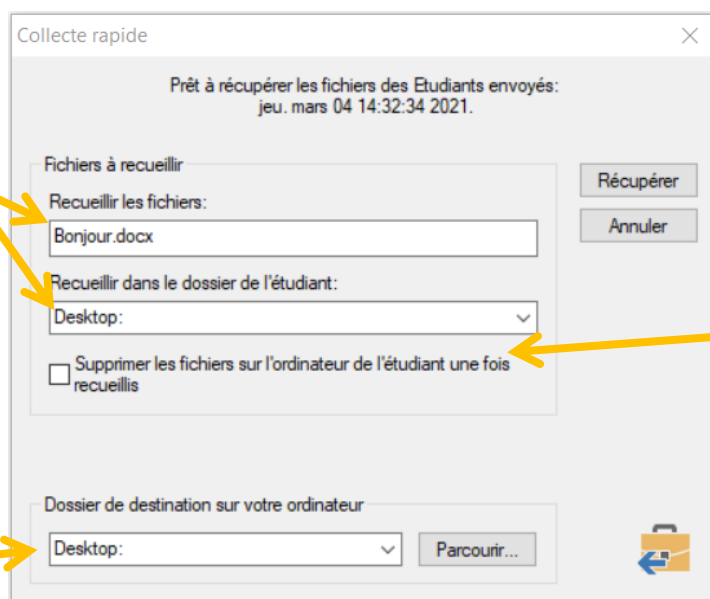 Collecte rapide
Prêt à récupérer les fichiers des Etudiants envoyés:
jeu. mars 04 14:32:34 2021.
Fichiers à recueillir
Recueillir les fichiers:
Bonjour.docx
Recueillir dans le dossier de l'étudiant:
Desktop:
Supprimer les fichiers sur l'ordinateur de l'étudiant une fois
recueillis
Récupérer
Annuler
Dossier de destination sur votre ordinateur
Desktop:
Parcourir...